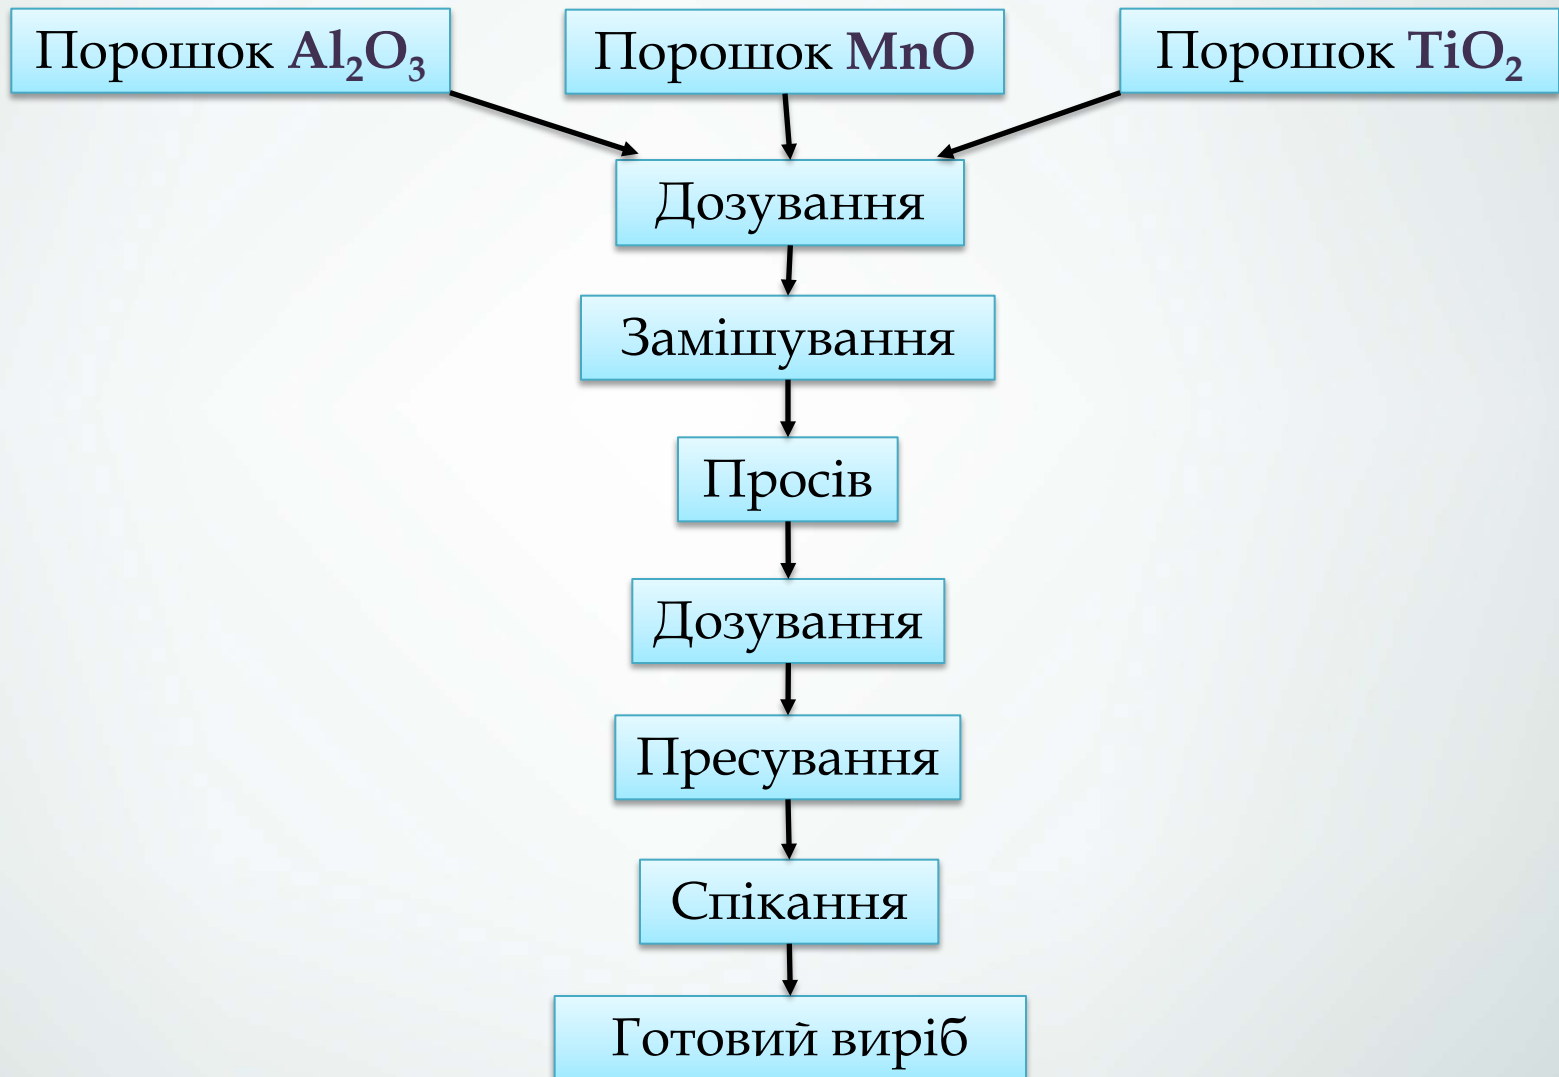 Порошок Al₂O₃
Порошок MnO
Порошок TiO₂
Дозування
Замішування
Просів
Дозування
Пресування
Спікання
Готовий виріб